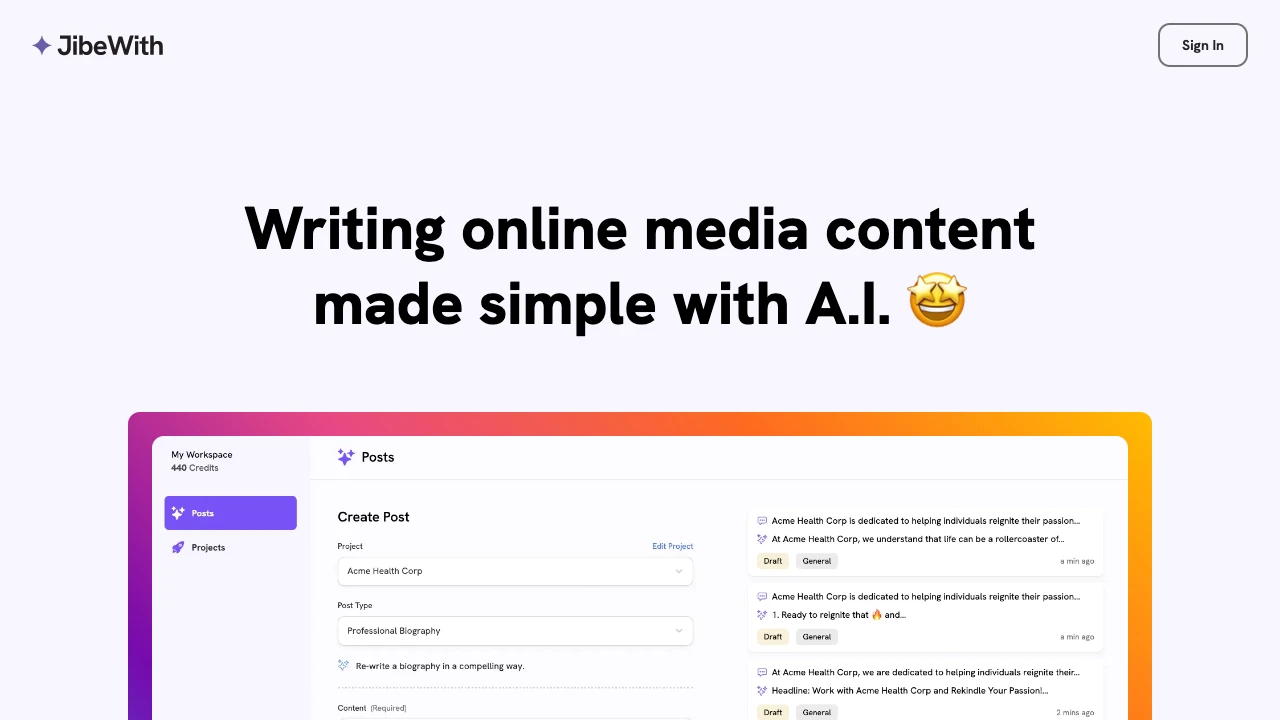 JibeWith
Sign In
Writing online media content
made simple with A.I.
My Workspace
440 Credits
Posts
Projects
Posts
Create Post
Project
Edit Project
Acme Health Corp
Post Type
Professional Biography
Re-write a biography in a compelling way.
Content (Required)
Acme Health Corp is dedicated to helping individuals reignite their passion...
At Acme Health Corp, we understand that life can be a rollercoaster of...
Draft General a min ago
Acme Health Corp is dedicated to helping individuals reignite their passion...
1. Ready to reignite that 🔥 and...
Draft General a min ago
At Acme Health Corp, we are dedicated to helping individuals reignite their...
Headline: Work with Acme Health Corp and Rekindle Your Passion!...
Draft General 2 mins ago